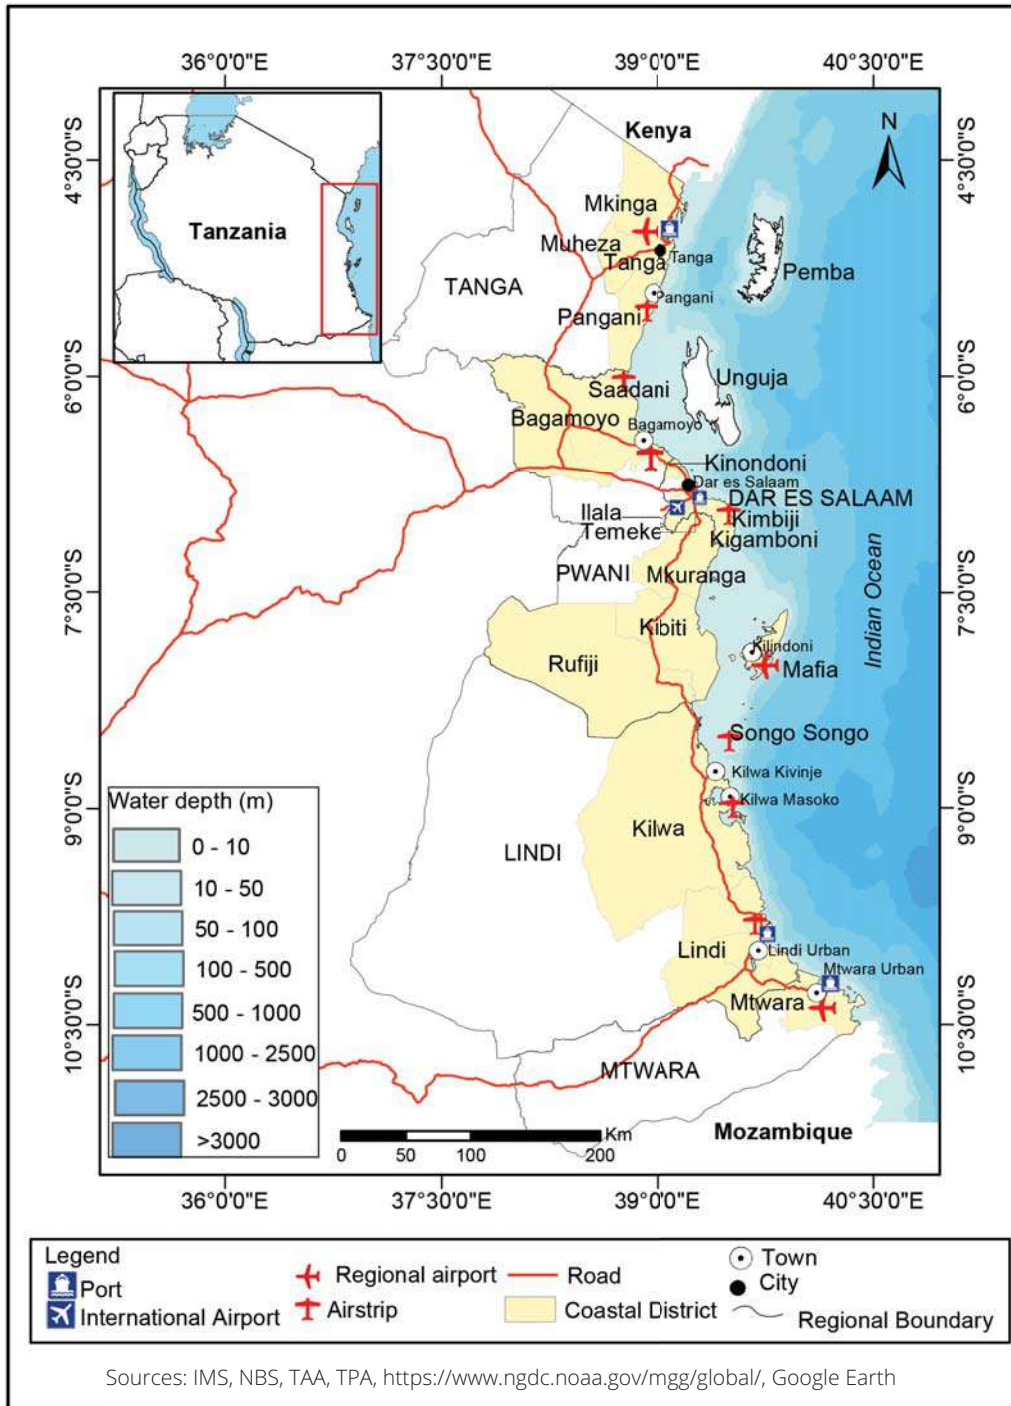 36°0'0"E 37°30'0"E 39°0'0"E 40°30'0"E
4°30'0"S
6°0'0"S
7°30'0"S
9°0'0"S
10°30'0"S
Tanzania
Kenya
N
Mkinga
Muheza
Tanga
Tanga
TANGA
Pemba
Pangani
Pangani
Saadani
Unguja
Bagamoyo
Bagamoyo
Kinondoni
Dar es Salaam
DAR ES SALAAM
Ilala
Kimbiji
Temeke
Kigamboni
PWANI
Mkuranga
Indian Ocean
Kibiti
Kilindoni
Rufiji
Mafia
Songo Songo
Kilwa Kivinje
Kilwa Masoko
Kilwa
LINDI
Lindi
Lindi Urban
Mtwara Urban
Mtwara
MTWARA
Mozambique
Water depth (m)
0 - 10
10 - 50
50 - 100
100 - 500
500 - 1000
1000 - 2500
2500 - 3000
>3000
Km
0 50 100 200
4°30'0"S
6°0'0"S
7°30'0"S
9°0'0"S
10°30'0"S
36°0'0"E 37°30'0"E 39°0'0"E 40°30'0"E
Legend
Port
International Airport
Regional airport
Airstrip
Road
Coastal District
Town
City
Regional Boundary
Sources: IMS, NBS, TAA, TPA, https://www.ngdc.noaa.gov/mgg/global/, Google Earth